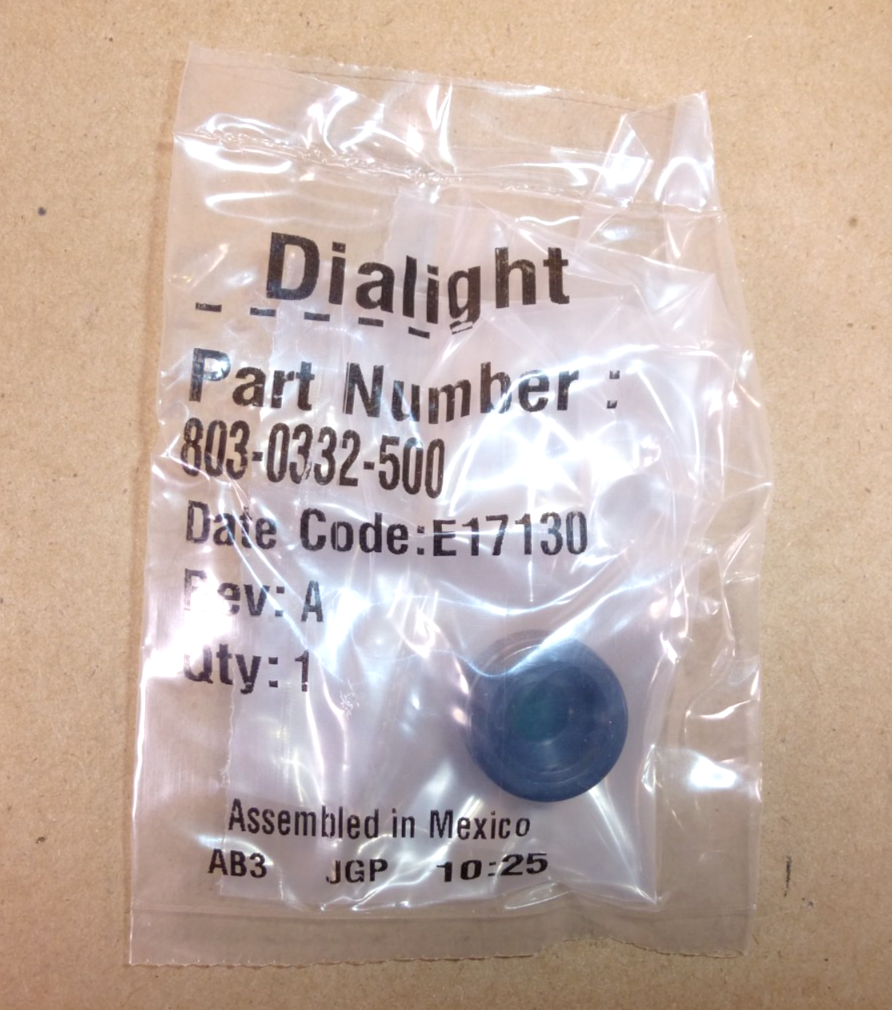 Dialight
Part Number :
803-0332-500
Date Code:E17130
Rev: A
Qty: 1
Assembled in Mexico
AB3 JGP 10:25